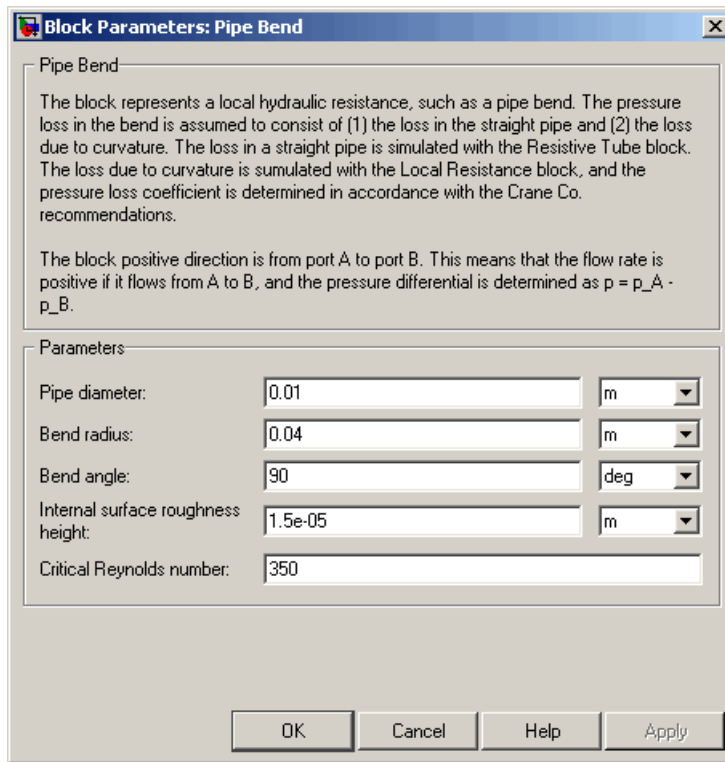 Block Parameters: Pipe Bend
Pipe Bend
The block represents a local hydraulic resistance, such as a pipe bend. The pressure
loss in the bend is assumed to consist of (1) the loss in the straight pipe and (2) the loss
due to curvature. The loss in a straight pipe is simulated with the Resistive Tube block.
The loss due to curvature is sumulated with the Local Resistance block, and the
pressure loss coefficient is determined in accordance with the Crane Co.
recommendations.
The block positive direction is from port A to port B. This means that the flow rate is
positive if it flows from A to B, and the pressure differential is determined as p = p_A -
p_B.
Parameters
Pipe diameter: 0.01 m
Bend radius: 0.04 m
Bend angle: 90 deg
Internal surface roughness
height: 1.5e-05 m
Critical Reynolds number: 350
OK Cancel Help Apply